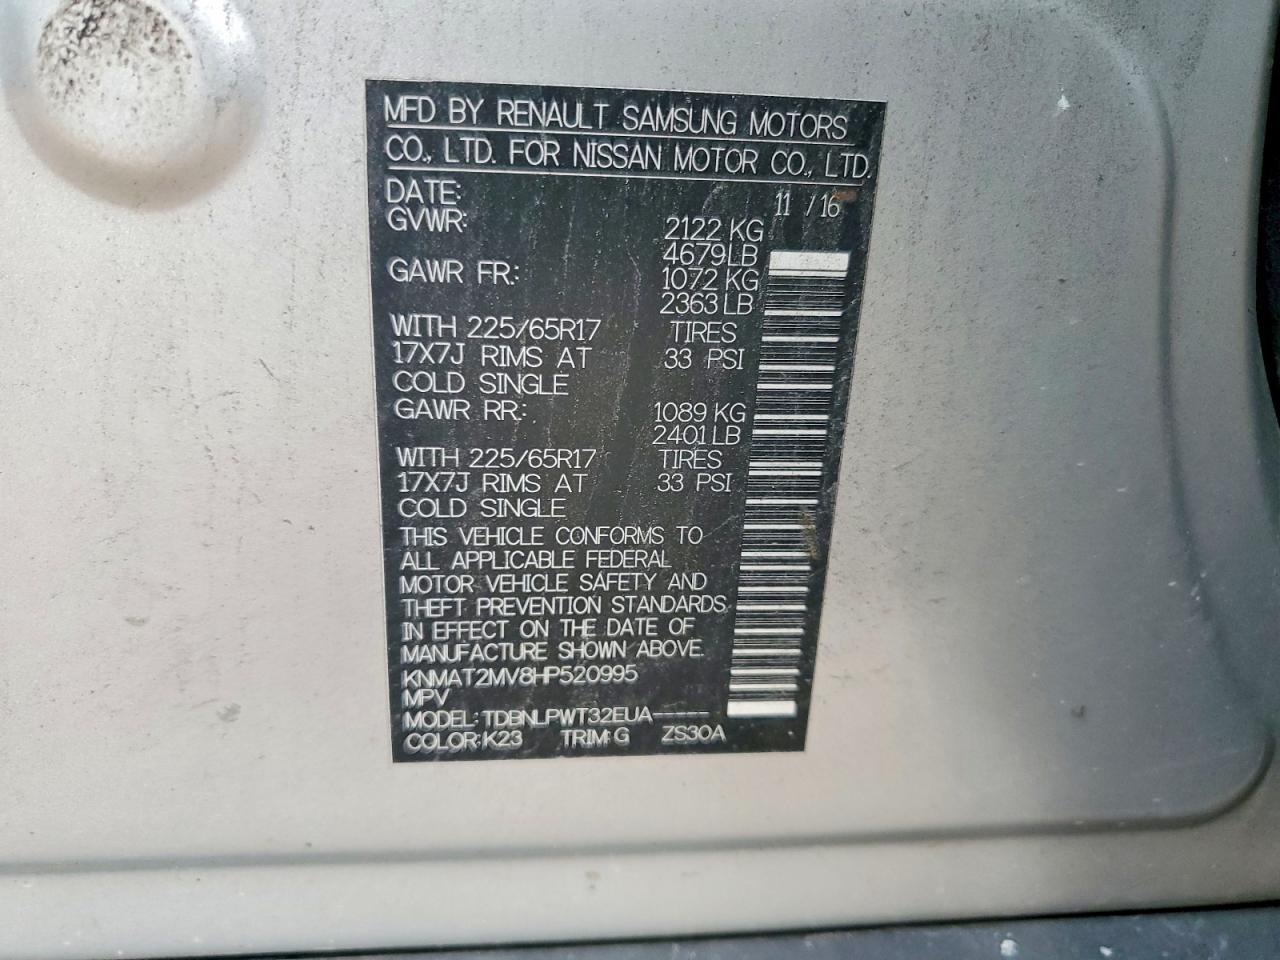 MFD BY RENAULT SAMSUNG MOTORS
CO., LTD. FOR NISSAN MOTOR CO., LTD.
DATE: 11 / 16
GVWR: 2122 KG
4679 LB
GAWR FR: 1072 KG
2363 LB
WITH 225/65R17 TIRES
17X7J RIMS AT 33 PSI
COLD SINGLE
GAWR RR: 1089 KG
2401 LB
WITH 225/65R17 TIRES
17X7J RIMS AT 33 PSI
COLD SINGLE
THIS VEHICLE CONFORMS TO
ALL APPLICABLE FEDERAL
MOTOR VEHICLE SAFETY AND
THEFT PREVENTION STANDARDS
IN EFFECT ON THE DATE OF
MANUFACTURE SHOWN ABOVE.
KNMAT2MV8HP520995
MPV
MODEL: TDBNLPWT32EUA-----
COLOR: K23 TRIM: G ZS30A